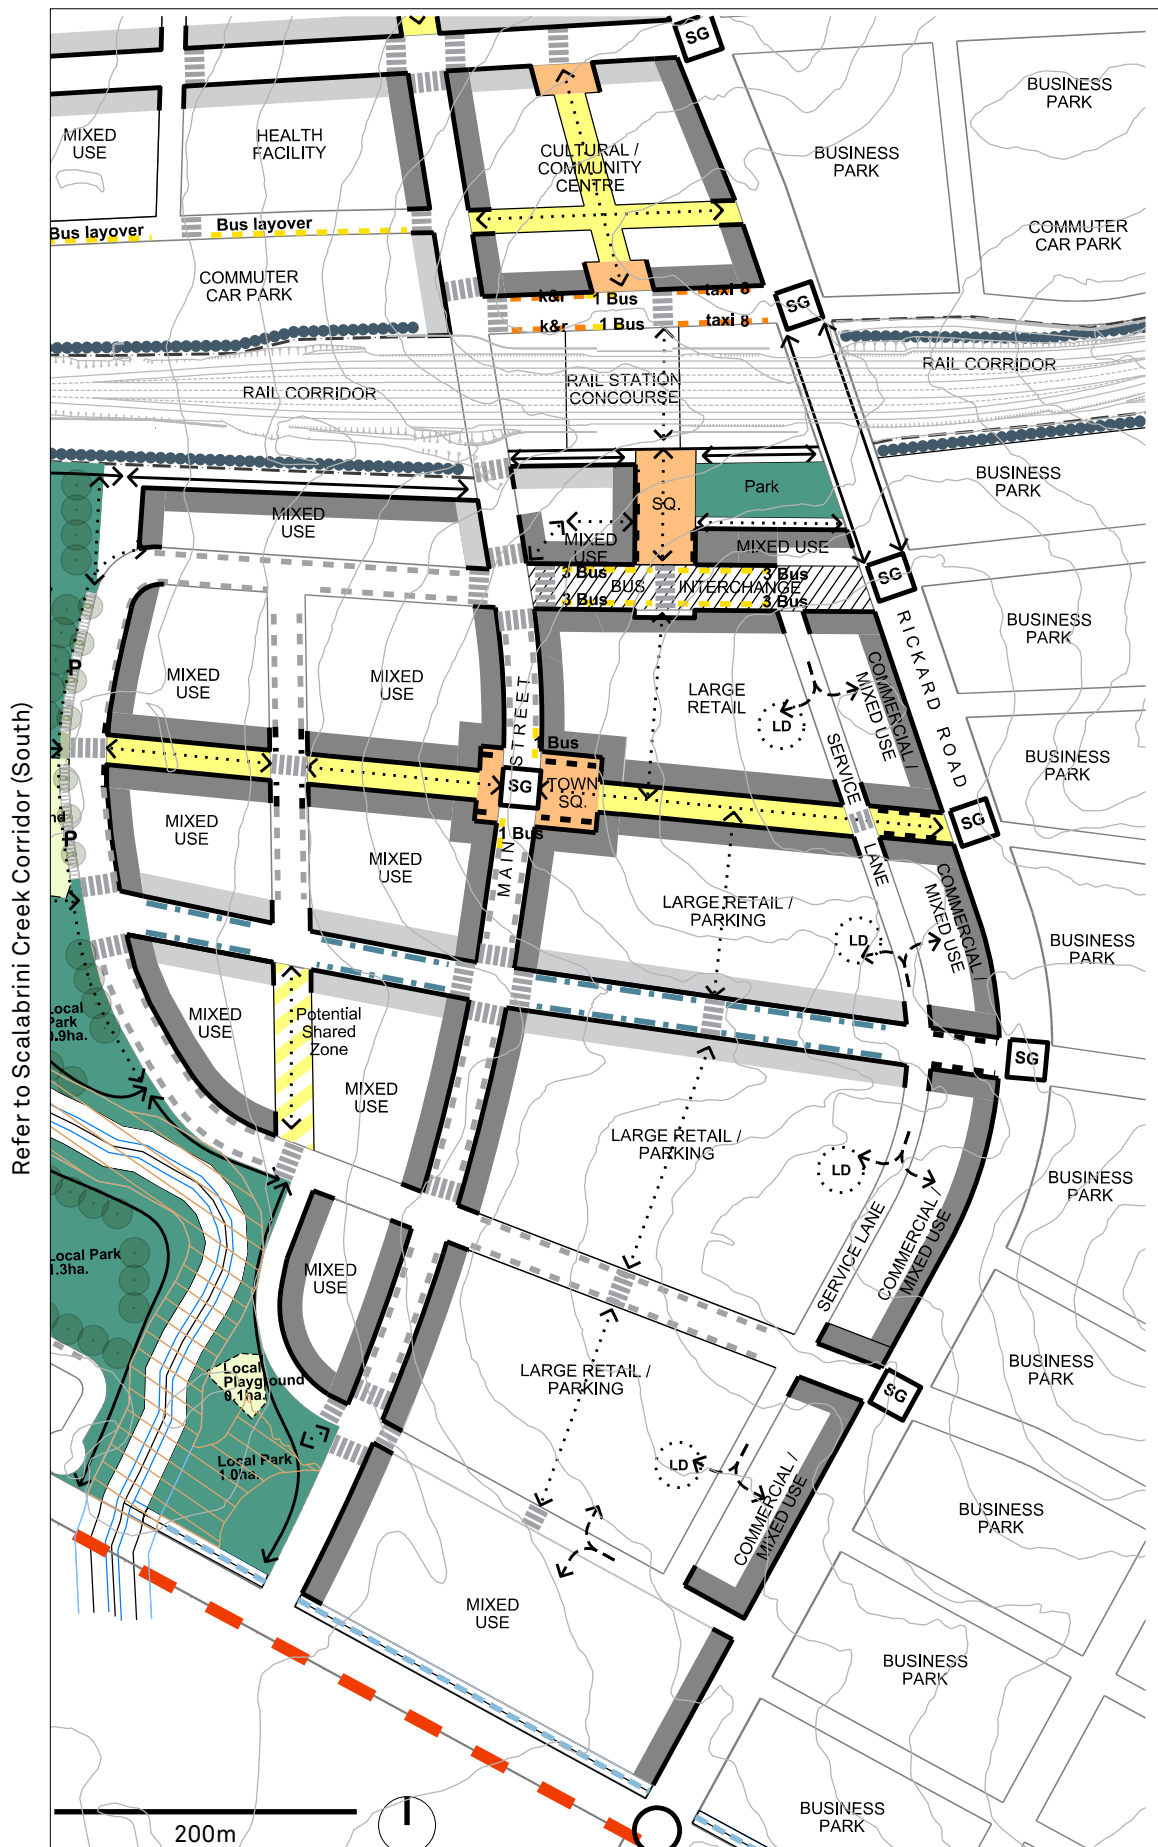 SG
BUSINESS
PARK
MIXED
USE
HEALTH
FACILITY
CULTURAL /
COMMUNITY
CENTRE
BUSINESS
PARK
Bus layover
Bus layover
COMMUTER
CAR PARK
COMMUTER
CAR PARK
k&r
1 Bus
taxi 8
SG
k&r
1 Bus
taxi 8
RAIL CORRIDOR
RAIL STATION
CONCOURSE
RAIL CORRIDOR
BUSINESS
PARK
MIXED
USE
SQ.
Park
MIXED
USE
MIXED USE
3 Bus
3 Bus
BUS
INTERCHANGE
3 Bus
3 Bus
SG
RICKARD ROAD
BUSINESS
PARK
P
MIXED
USE
MIXED
USE
LARGE
RETAIL
COMMERCIAL /
MIXED USE
LD
MAIN STREET
1 Bus
SG
TOWN
SQ.
1 Bus
SERVICE LANE
SG
BUSINESS
PARK
Refer to Scalabrini Creek Corridor (South)
nd
P
MIXED
USE
MIXED
USE
LARGE RETAIL /
PARKING
COMMERCIAL /
MIXED USE
LD
BUSINESS
PARK
Local
Park
0.9ha.
MIXED
USE
Potential
Shared
Zone
SG
MIXED
USE
LARGE RETAIL /
PARKING
LD
BUSINESS
PARK
Local Park
1.3ha.
MIXED
USE
SERVICE LANE
COMMERCIAL /
MIXED USE
Local
Playground
0.1ha.
LARGE RETAIL /
PARKING
SG
BUSINESS
PARK
Local Park
1.0ha.
LD
COMMERCIAL /
MIXED USE
BUSINESS
PARK
MIXED
USE
BUSINESS
PARK
200m
BUSINESS
PARK